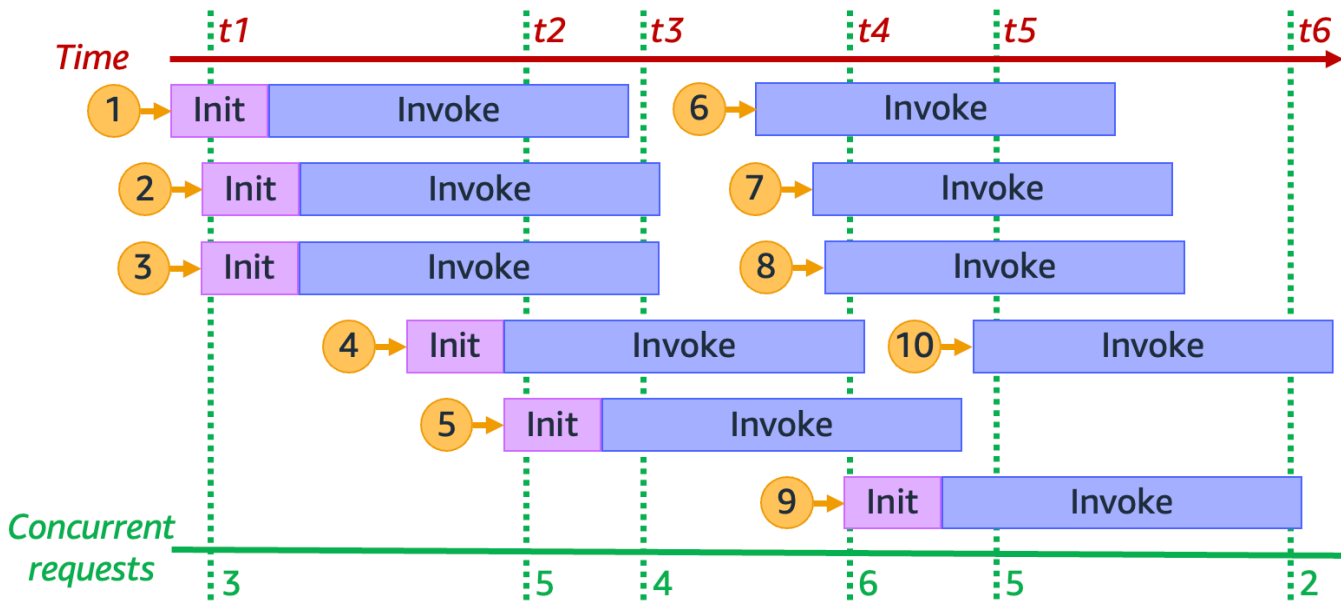 t1 t2 t3 t4 t5 t6
Time
1 Init Invoke 6 Invoke
2 Init Invoke 7 Invoke
3 Init Invoke 8 Invoke
4 Init Invoke 10 Invoke
5 Init Invoke
9 Init Invoke
Concurrent
requests
3 5 4 6 5 2